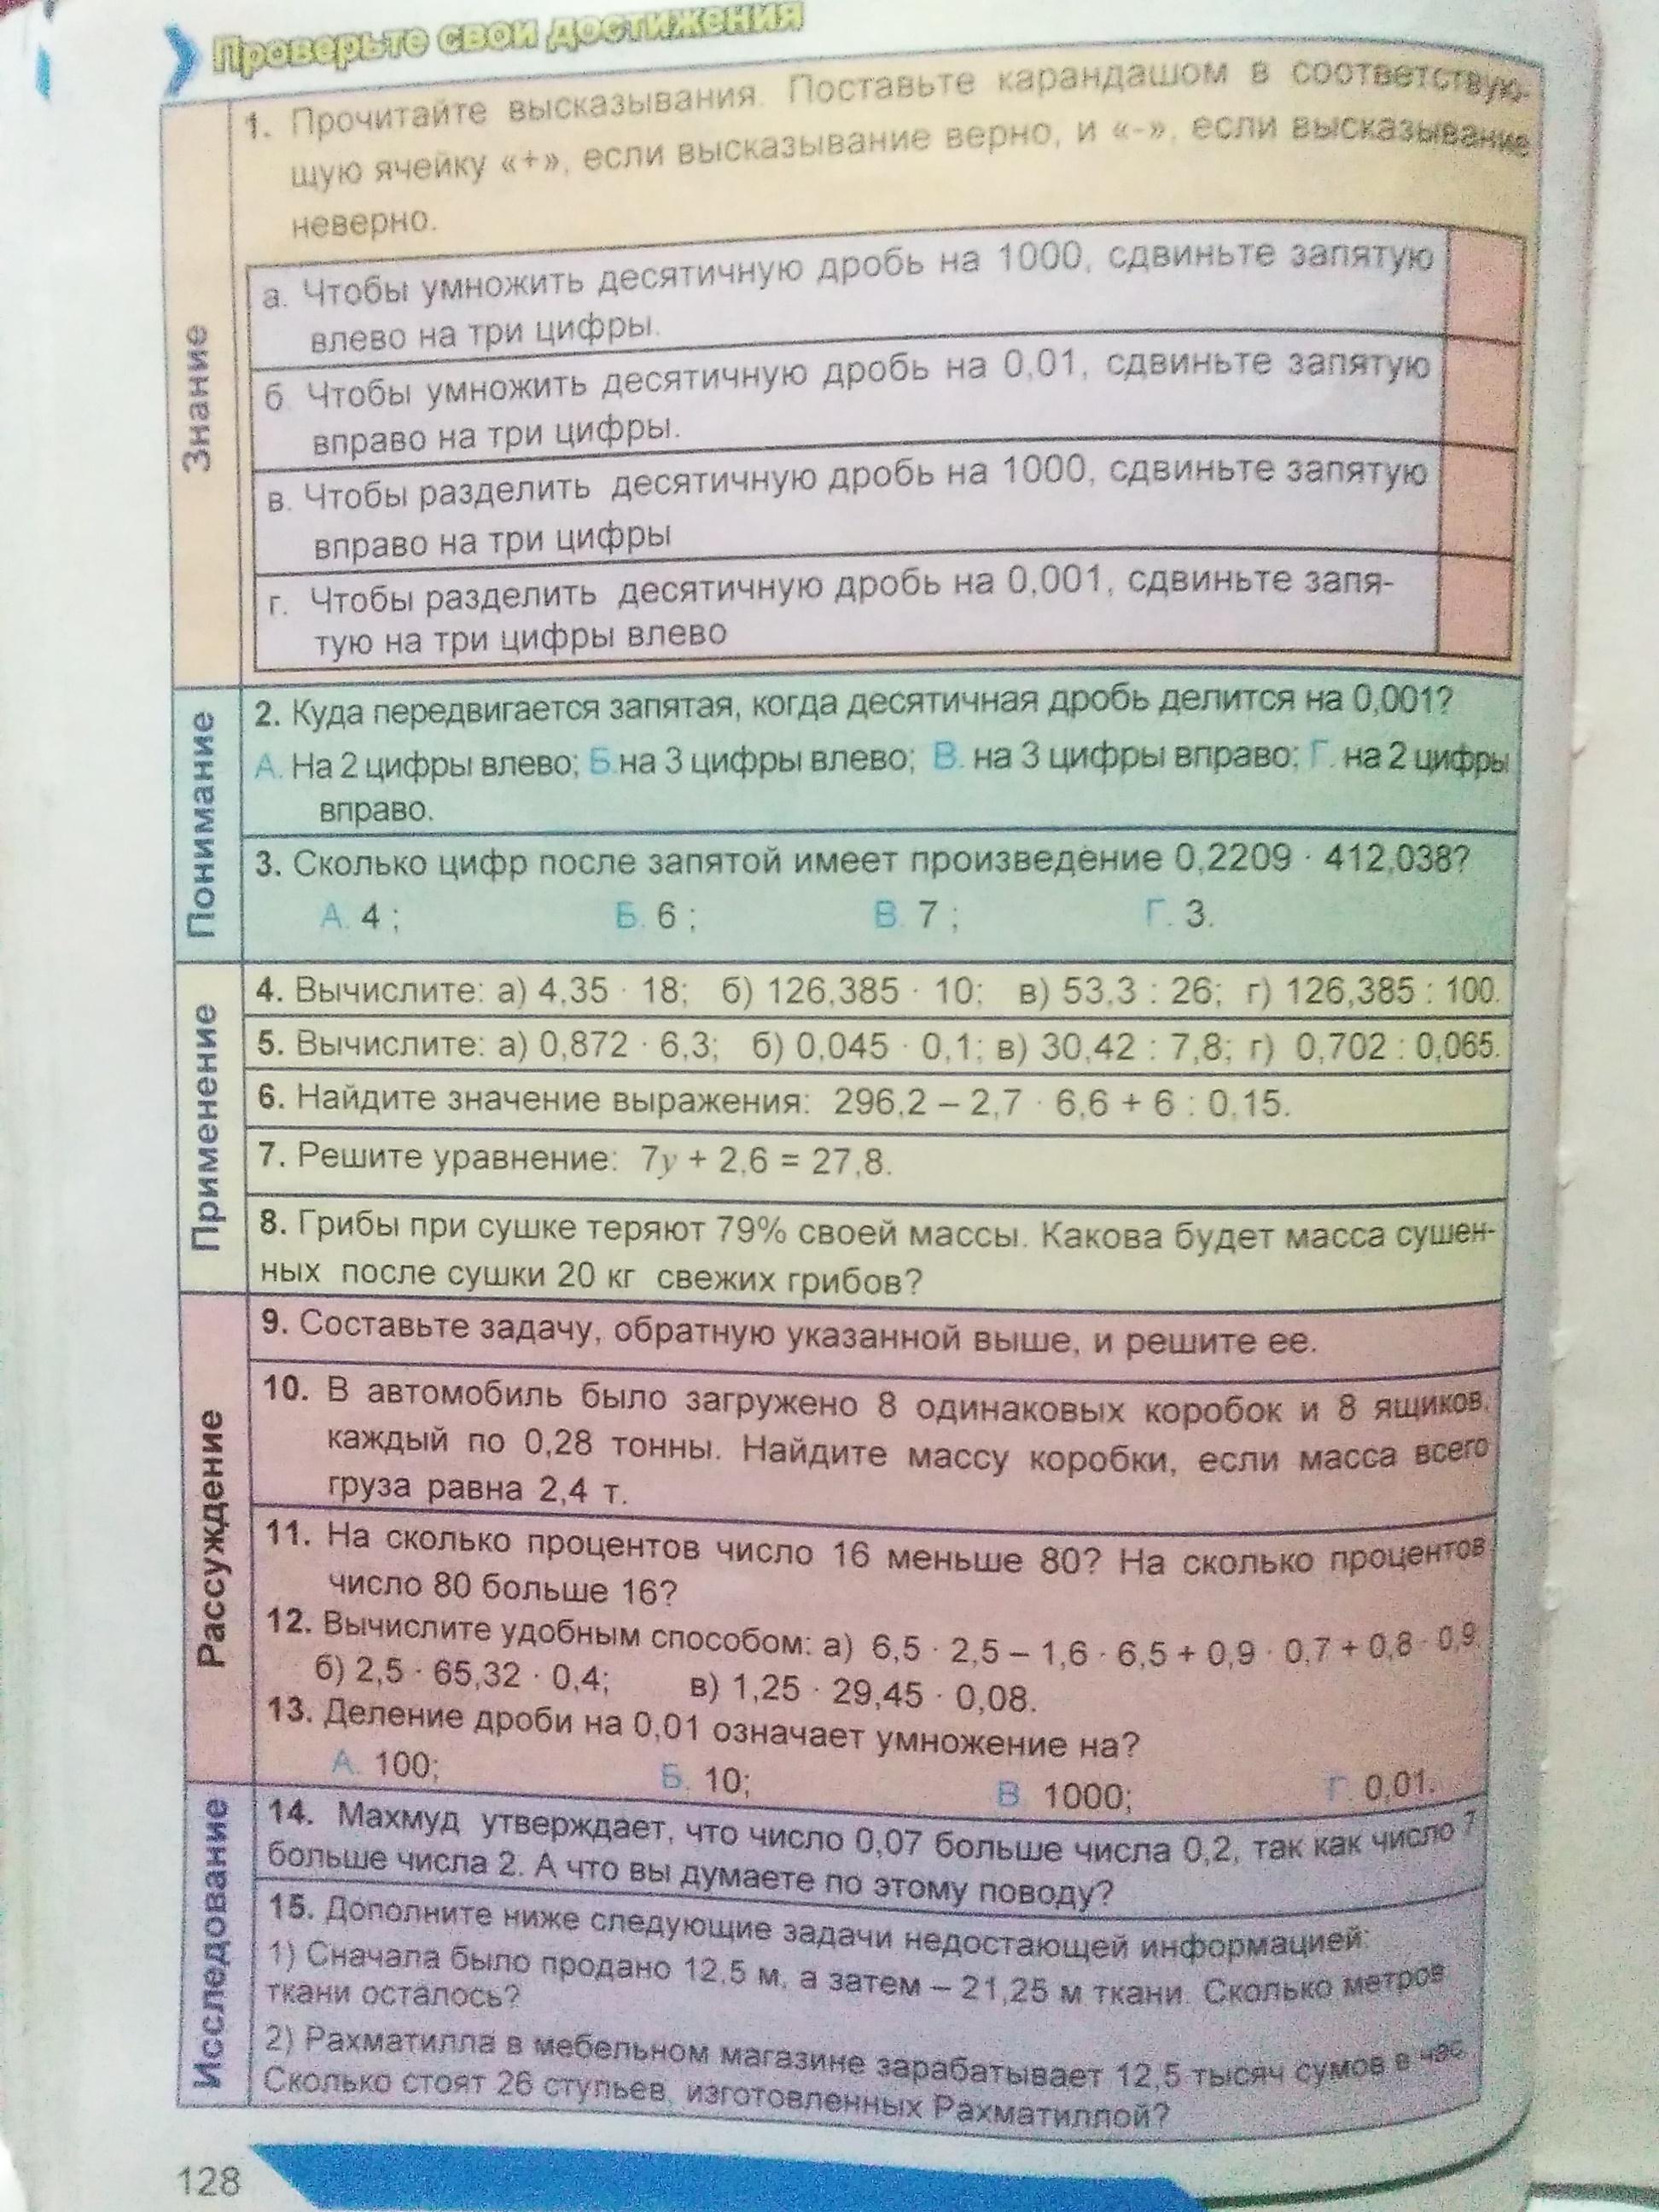 Проверьте свои достижения
1. Прочитайте высказывания. Поставьте карандашом в соответствую-
щую ячейку «+», если высказывание верно, и «-», если высказывание
неверно.
Знание
а. Чтобы умножить десятичную дробь на 1000, сдвиньте запятую
влево на три цифры.
б. Чтобы умножить десятичную дробь на 0,01, сдвиньте запятую
вправо на три цифры.
в. Чтобы разделить десятичную дробь на 1000, сдвиньте запятую
вправо на три цифры
г. Чтобы разделить десятичную дробь на 0,001, сдвиньте запя-
тую на три цифры влево
Понимание
2. Куда передвигается запятая, когда десятичная дробь делится на 0,001?
А. На 2 цифры влево; Б. на 3 цифры влево; В. на 3 цифры вправо; Г. на 2 цифры
вправо.
3. Сколько цифр после запятой имеет произведение 0,2209 · 412,038?
А. 4 ; Б. 6 ; В. 7 ; Г. 3.
Применение
4. Вычислите: а) 4,35 · 18; б) 126,385 · 10; в) 53,3 : 26; г) 126,385 : 100.
5. Вычислите: а) 0,872 · 6,3; б) 0,045 · 0,1; в) 30,42 : 7,8; г) 0,702 : 0,065.
6. Найдите значение выражения: 296,2 – 2,7 · 6,6 + 6 : 0,15.
7. Решите уравнение: 7y + 2,6 = 27,8.
8. Грибы при сушке теряют 79% своей массы. Какова будет масса сушен-
ных после сушки 20 кг свежих грибов?
Рассуждение
9. Составьте задачу, обратную указанной выше, и решите ее.
10. В автомобиль было загружено 8 одинаковых коробок и 8 ящиков,
каждый по 0,28 тонны. Найдите массу коробки, если масса всего
груза равна 2,4 т.
11. На сколько процентов число 16 меньше 80? На сколько процентов
число 80 больше 16?
12. Вычислите удобным способом: а) 6,5 · 2,5 – 1,6 · 6,5 + 0,9 · 0,7 + 0,8 · 0,9;
б) 2,5 · 65,32 · 0,4; в) 1,25 · 29,45 · 0,08.
13. Деление дроби на 0,01 означает умножение на?
А. 100; Б. 10; В. 1000; Г. 0,01.
Исследование
14. Махмуд утверждает, что число 0,07 больше числа 0,2, так как число 7
больше числа 2. А что вы думаете по этому поводу?
15. Дополните ниже следующие задачи недостающей информацией:
1) Сначала было продано 12,5 м, а затем – 21,25 м ткани. Сколько метров
ткани осталось?
2) Рахматилла в мебельном магазине зарабатывает 12,5 тысяч сумов в час.
Сколько стоят 26 стульев, изготовленных Рахматиллой?
128